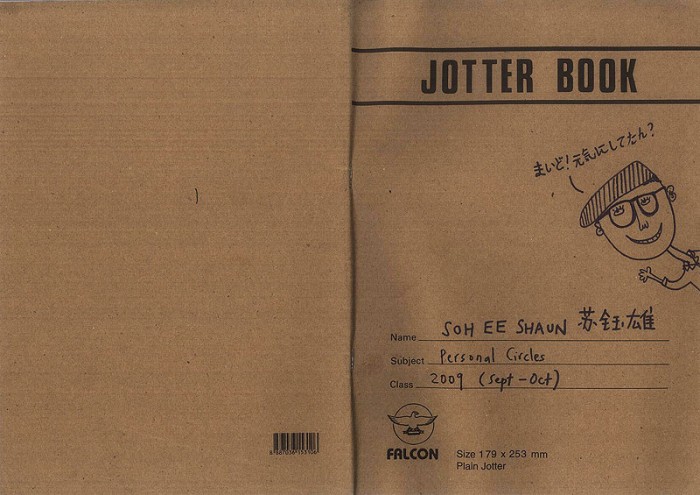 JOTTER BOOK
まいど!元気にしてたん?
Name SOH EE SHAUN 苏钰雄
Subject Personal Circles
Class 2009 (Sept-Oct)
FALCON
Size 179 x 253 mm
Plain Jotter